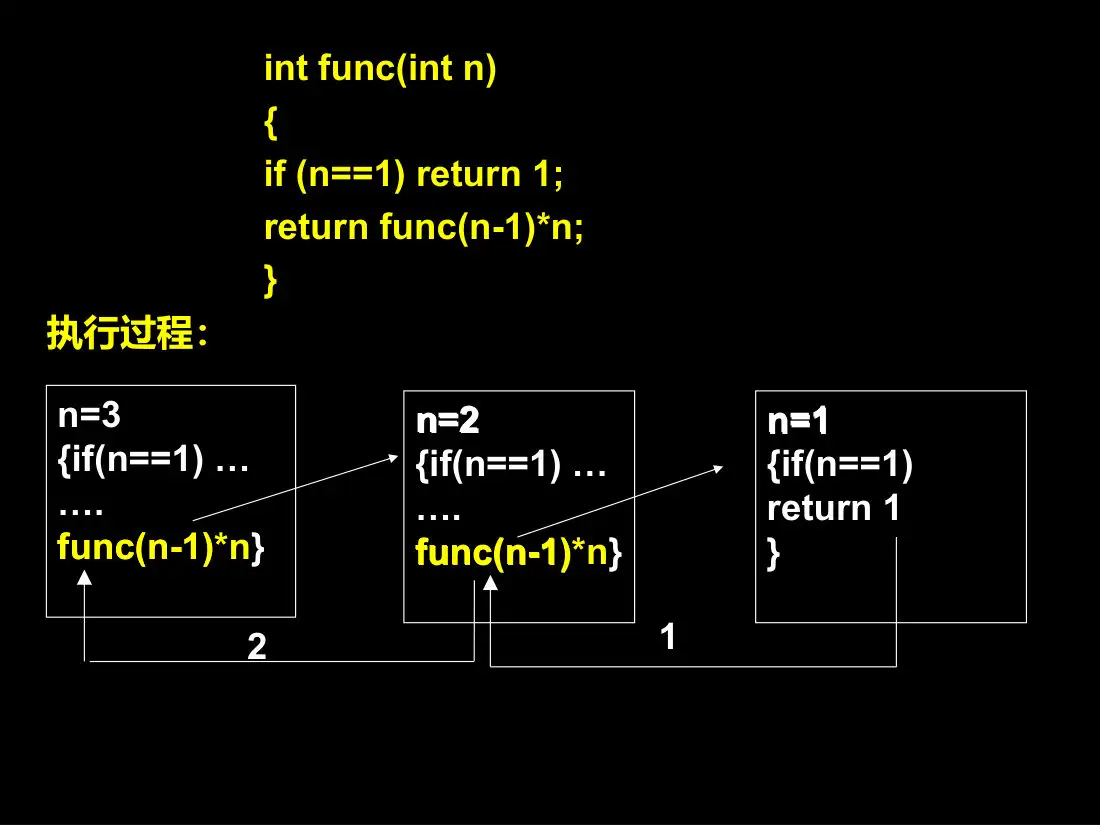 int func(int n)
{
if (n==1) return 1;
return func(n-1)*n;
}
执行过程：
n=3
{if(n==1) …
….
func(n-1)*n}
n=2
{if(n==1) …
….
func(n-1)*n}
n=1
{if(n==1)
return 1
}
2
1